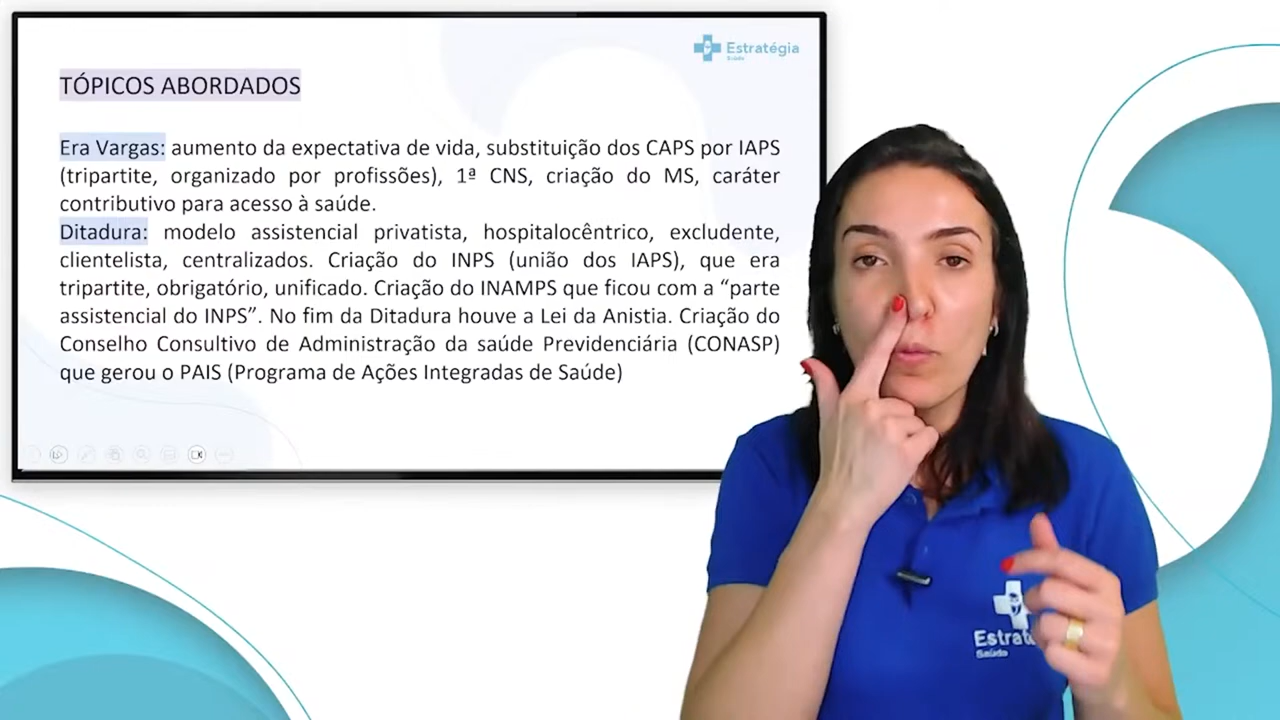 Estratégia
Saúde
TÓPICOS ABORDADOS
Era Vargas: aumento da expectativa de vida, substituição dos CAPS por IAPS
(tripartite, organizado por profissões), 1ª CNS, criação do MS, caráter
contributivo para acesso à saúde.
Ditadura: modelo assistencial privatista, hospitalocêntrico, excludente,
clientelista, centralizados. Criação do INPS (união dos IAPS), que era
tripartite, obrigatório, unificado. Criação do INAMPS que ficou com a “parte
assistencial do INPS”. No fim da Ditadura houve a Lei da Anistia. Criação do
Conselho Consultivo de Administração da saúde Previdenciária (CONASP)
que gerou o PAIS (Programa de Ações Integradas de Saúde)
Estraté
Saúde